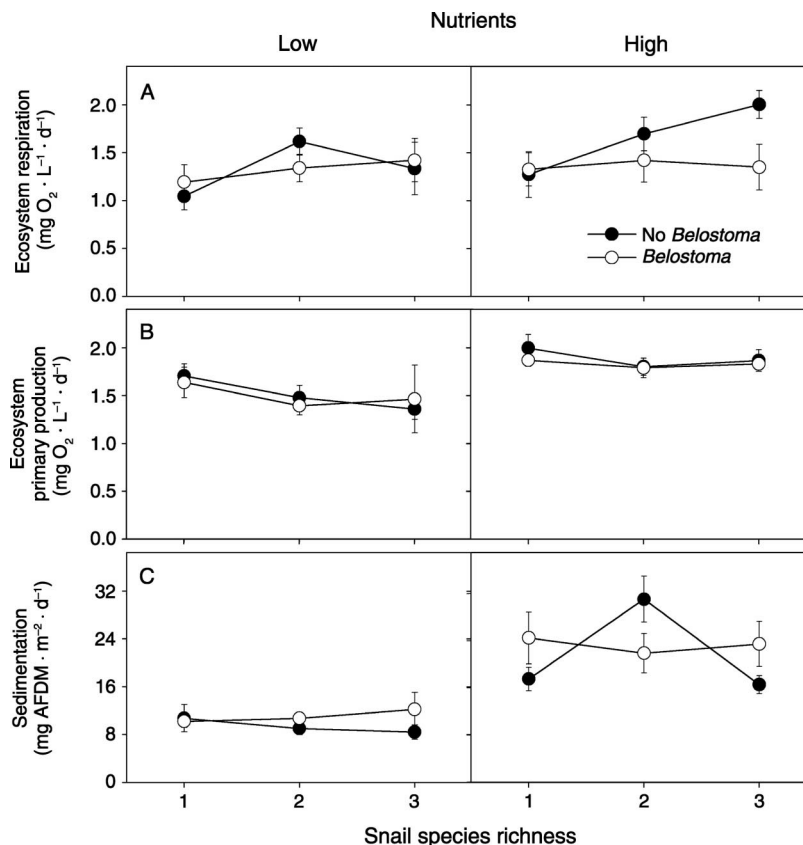 Nutrients
Low High
Ecosystem respiration
(mg O₂ · L⁻¹ · d⁻¹)
A
2.0
1.5
1.0
0.5
0.0
No Belostoma
Belostoma
Ecosystem
primary production
(mg O₂ · L⁻¹ · d⁻¹)
B
2.0
1.5
1.0
0.5
0.0
Sedimentation
(mg AFDM · m⁻² · d⁻¹)
C
32
24
16
8
0
1 2 3 1 2 3
Snail species richness